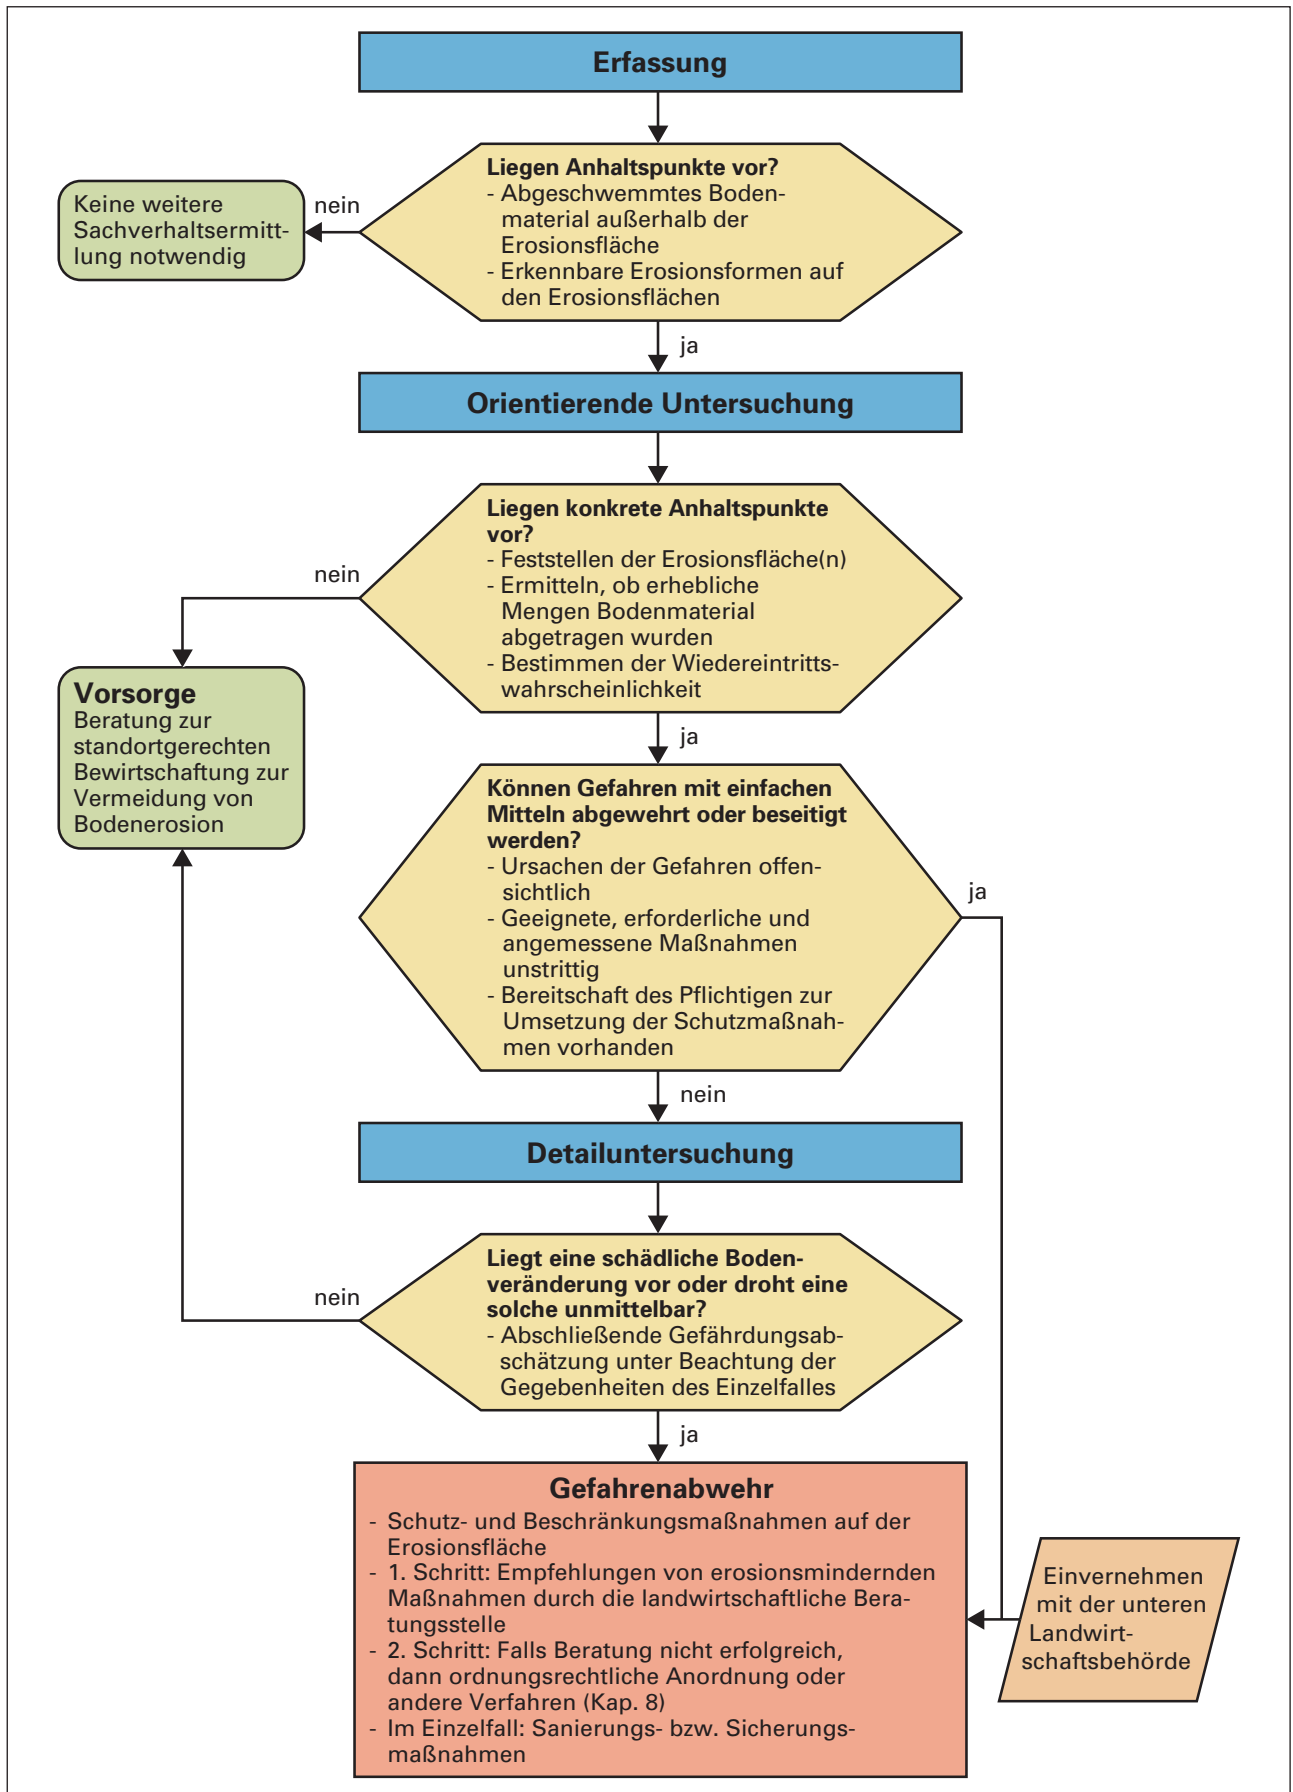 Erfassung
Liegen Anhaltspunkte vor?
- Abgeschwemmtes Boden-
material außerhalb der
Erosionsfläche
- Erkennbare Erosionsformen auf
den Erosionsflächen
nein
Keine weitere
Sachverhaltsermitt-
lung notwendig
ja
Orientierende Untersuchung
Liegen konkrete Anhaltspunkte
vor?
- Feststellen der Erosionsfläche(n)
- Ermitteln, ob erhebliche
Mengen Bodenmaterial
abgetragen wurden
- Bestimmen der Wiedereintritts-
wahrscheinlichkeit
nein
Vorsorge
Beratung zur
standortgerechten
Bewirtschaftung zur
Vermeidung von
Bodenerosion
ja
Können Gefahren mit einfachen
Mitteln abgewehrt oder beseitigt
werden?
- Ursachen der Gefahren offen-
sichtlich
- Geeignete, erforderliche und
angemessene Maßnahmen
unstrittig
- Bereitschaft des Pflichtigen zur
Umsetzung der Schutzmaßnah-
men vorhanden
ja
nein
Detailuntersuchung
Liegt eine schädliche Boden-
veränderung vor oder droht eine
solche unmittelbar?
- Abschließende Gefährdungsab-
schätzung unter Beachtung der
Gegebenheiten des Einzelfalles
nein
ja
Gefahrenabwehr
- Schutz- und Beschränkungsmaßnahmen auf der
Erosionsfläche
- 1. Schritt: Empfehlungen von erosionsmindernden
Maßnahmen durch die landwirtschaftliche Bera-
tungsstelle
- 2. Schritt: Falls Beratung nicht erfolgreich,
dann ordnungsrechtliche Anordnung oder
andere Verfahren (Kap. 8)
- Im Einzelfall: Sanierungs- bzw. Sicherungs-
maßnahmen
Einvernehmen
mit der unteren
Landwirt-
schaftsbehörde